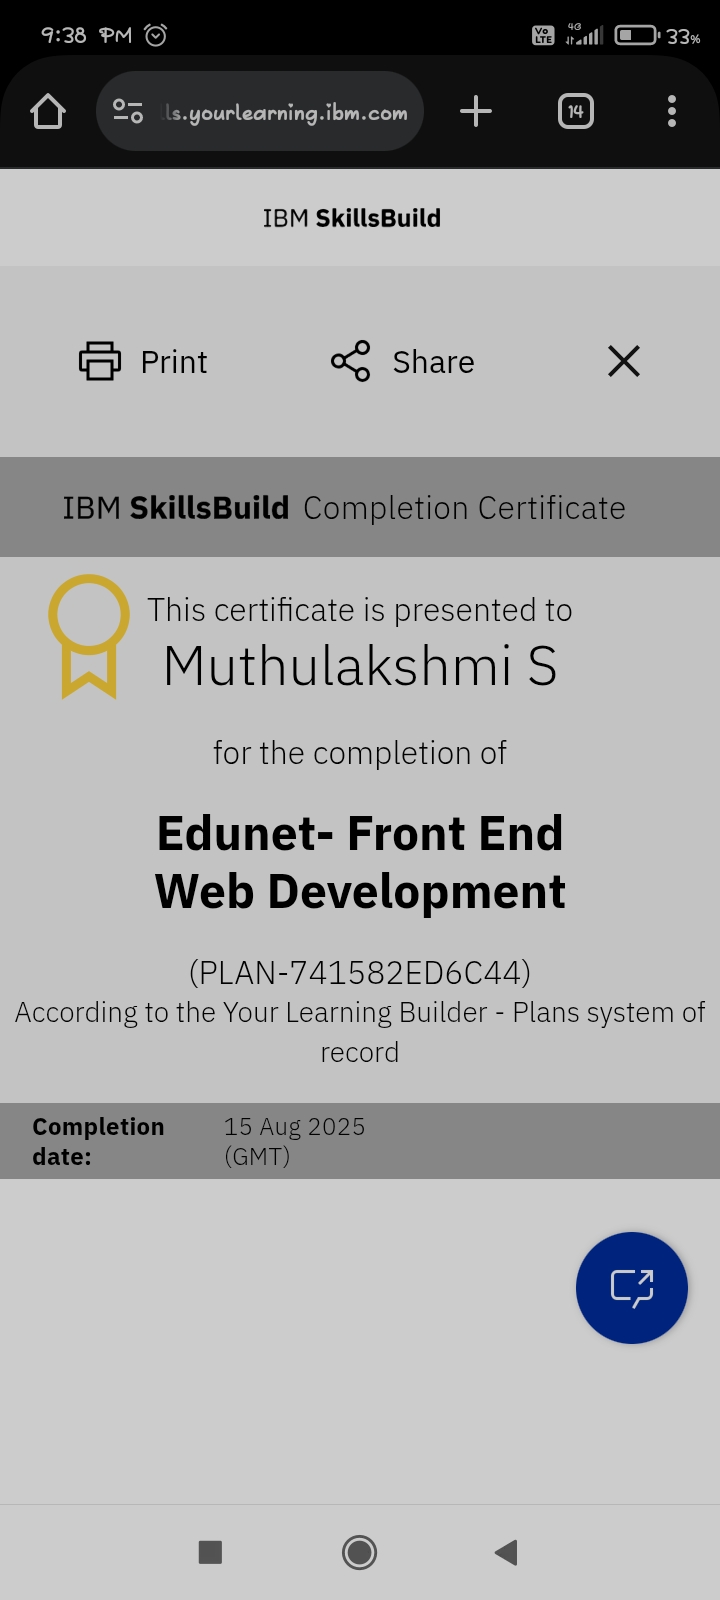 9:38 PM Vo LTE 4G 33%
ls.yourlearning.ibm.com 14
IBM SkillsBuild
Print Share
IBM SkillsBuild Completion Certificate
This certificate is presented to
Muthulakshmi S
for the completion of
Edunet- Front End
Web Development
(PLAN-741582ED6C44)
According to the Your Learning Builder - Plans system of
record
Completion 15 Aug 2025
date: (GMT)